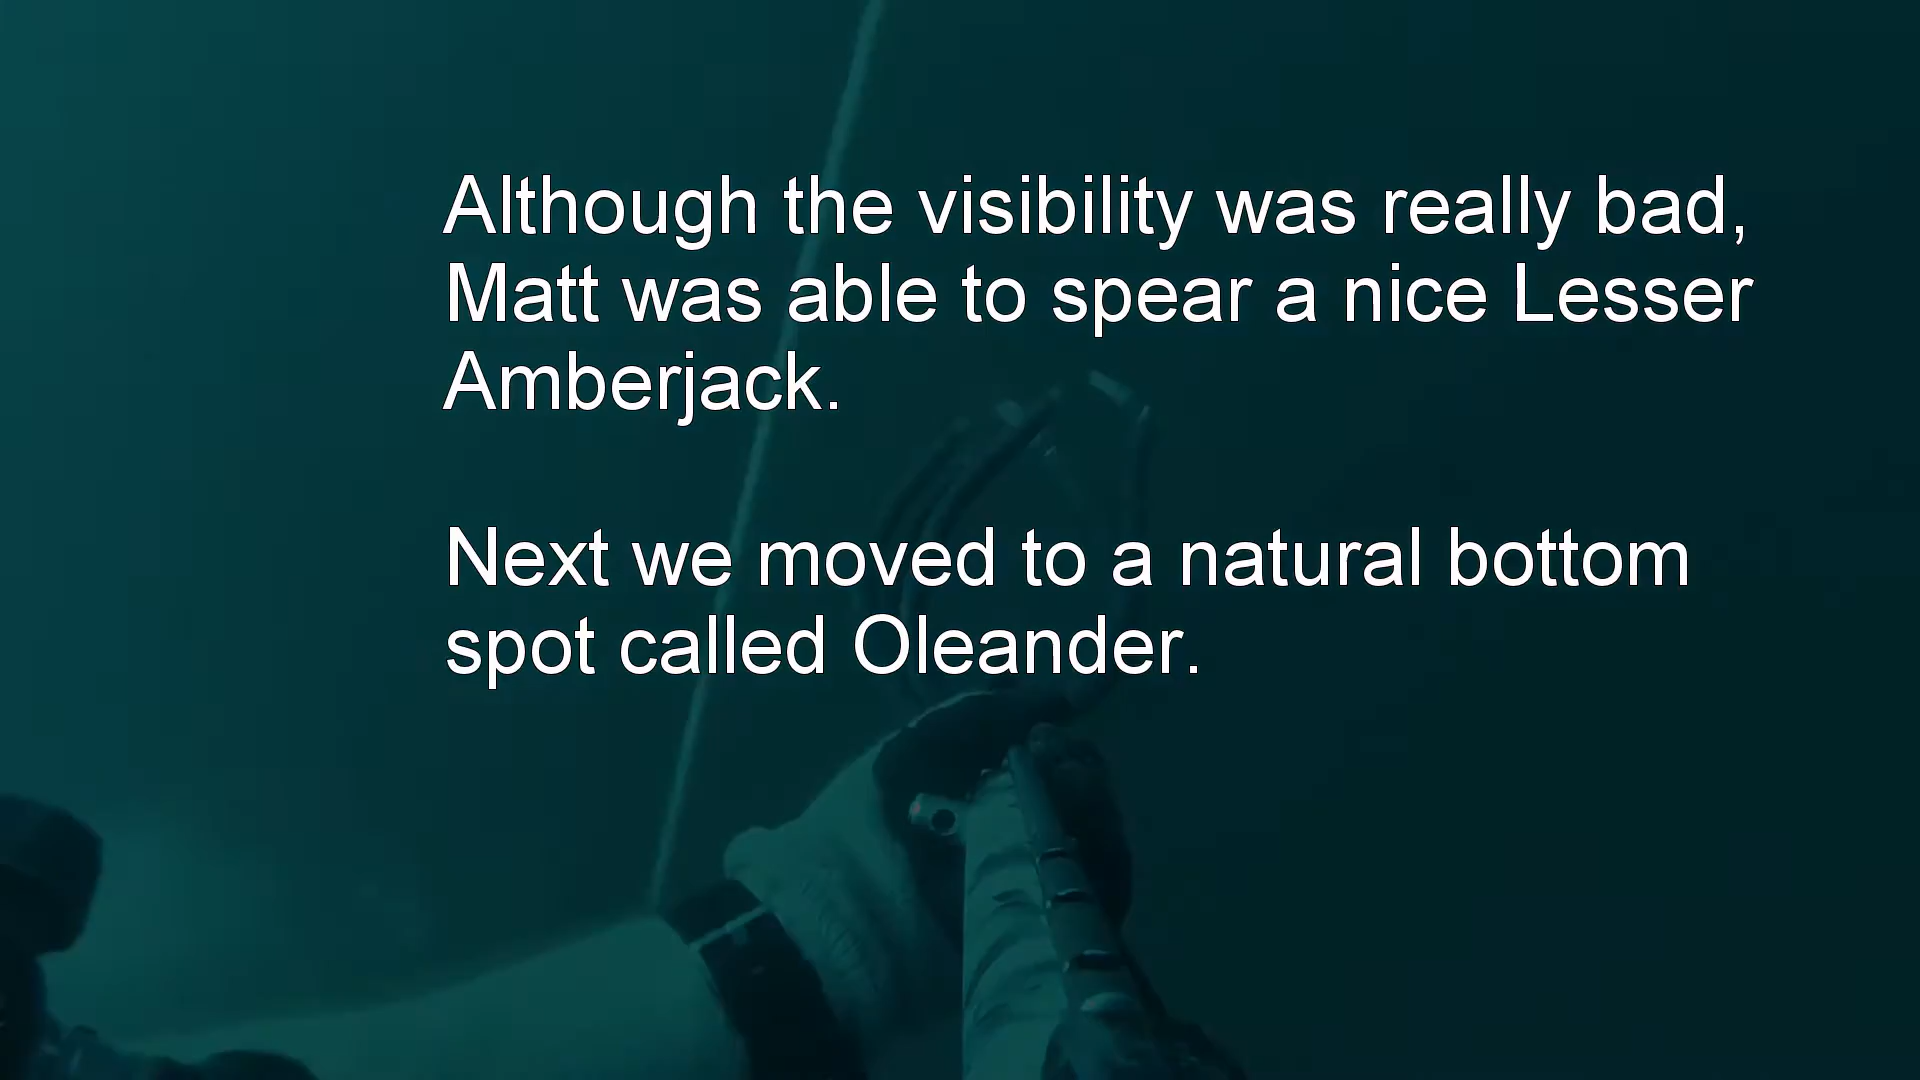 Although the visibility was really bad,
Matt was able to spear a nice Lesser
Amberjack.
Next we moved to a natural bottom
spot called Oleander.